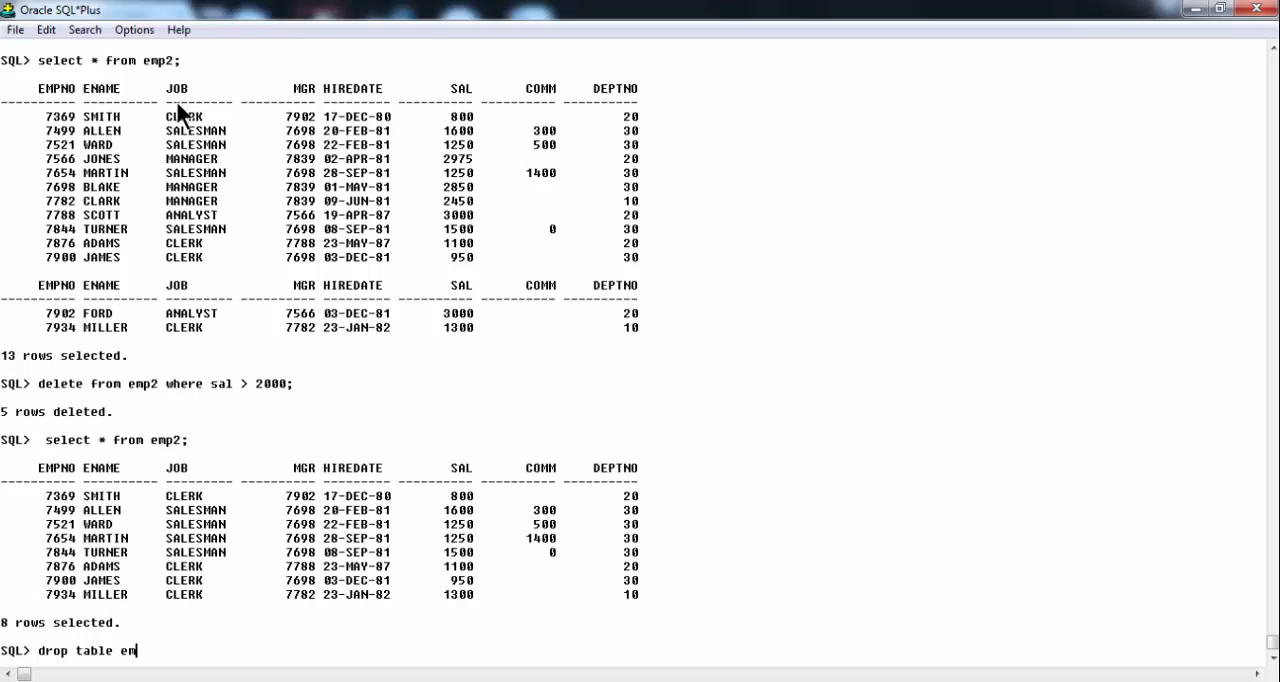 Oracle SQL*Plus
File Edit Search Options Help
SQL> select * from emp2;
EMPNO ENAME JOB MGR HIREDATE SAL COMM DEPTNO
---------- ---------- --------- ---------- --------- ---------- ---------- ----------
7369 SMITH CLERK 7902 17-DEC-80 800 20
7499 ALLEN SALESMAN 7698 20-FEB-81 1600 300 30
7521 WARD SALESMAN 7698 22-FEB-81 1250 500 30
7566 JONES MANAGER 7839 02-APR-81 2975 20
7654 MARTIN SALESMAN 7698 28-SEP-81 1250 1400 30
7698 BLAKE MANAGER 7839 01-MAY-81 2850 30
7782 CLARK MANAGER 7839 09-JUN-81 2450 10
7788 SCOTT ANALYST 7566 19-APR-87 3000 20
7844 TURNER SALESMAN 7698 08-SEP-81 1500 0 30
7876 ADAMS CLERK 7788 23-MAY-87 1100 20
7900 JAMES CLERK 7698 03-DEC-81 950 30
EMPNO ENAME JOB MGR HIREDATE SAL COMM DEPTNO
---------- ---------- --------- ---------- --------- ---------- ---------- ----------
7902 FORD ANALYST 7566 03-DEC-81 3000 20
7934 MILLER CLERK 7782 23-JAN-82 1300 10
13 rows selected.
SQL> delete from emp2 where sal > 2000;
5 rows deleted.
SQL>  select * from emp2;
EMPNO ENAME JOB MGR HIREDATE SAL COMM DEPTNO
---------- ---------- --------- ---------- --------- ---------- ---------- ----------
7369 SMITH CLERK 7902 17-DEC-80 800 20
7499 ALLEN SALESMAN 7698 20-FEB-81 1600 300 30
7521 WARD SALESMAN 7698 22-FEB-81 1250 500 30
7654 MARTIN SALESMAN 7698 28-SEP-81 1250 1400 30
7844 TURNER SALESMAN 7698 08-SEP-81 1500 0 30
7876 ADAMS CLERK 7788 23-MAY-87 1100 20
7900 JAMES CLERK 7698 03-DEC-81 950 30
7934 MILLER CLERK 7782 23-JAN-82 1300 10
8 rows selected.
SQL> drop table em